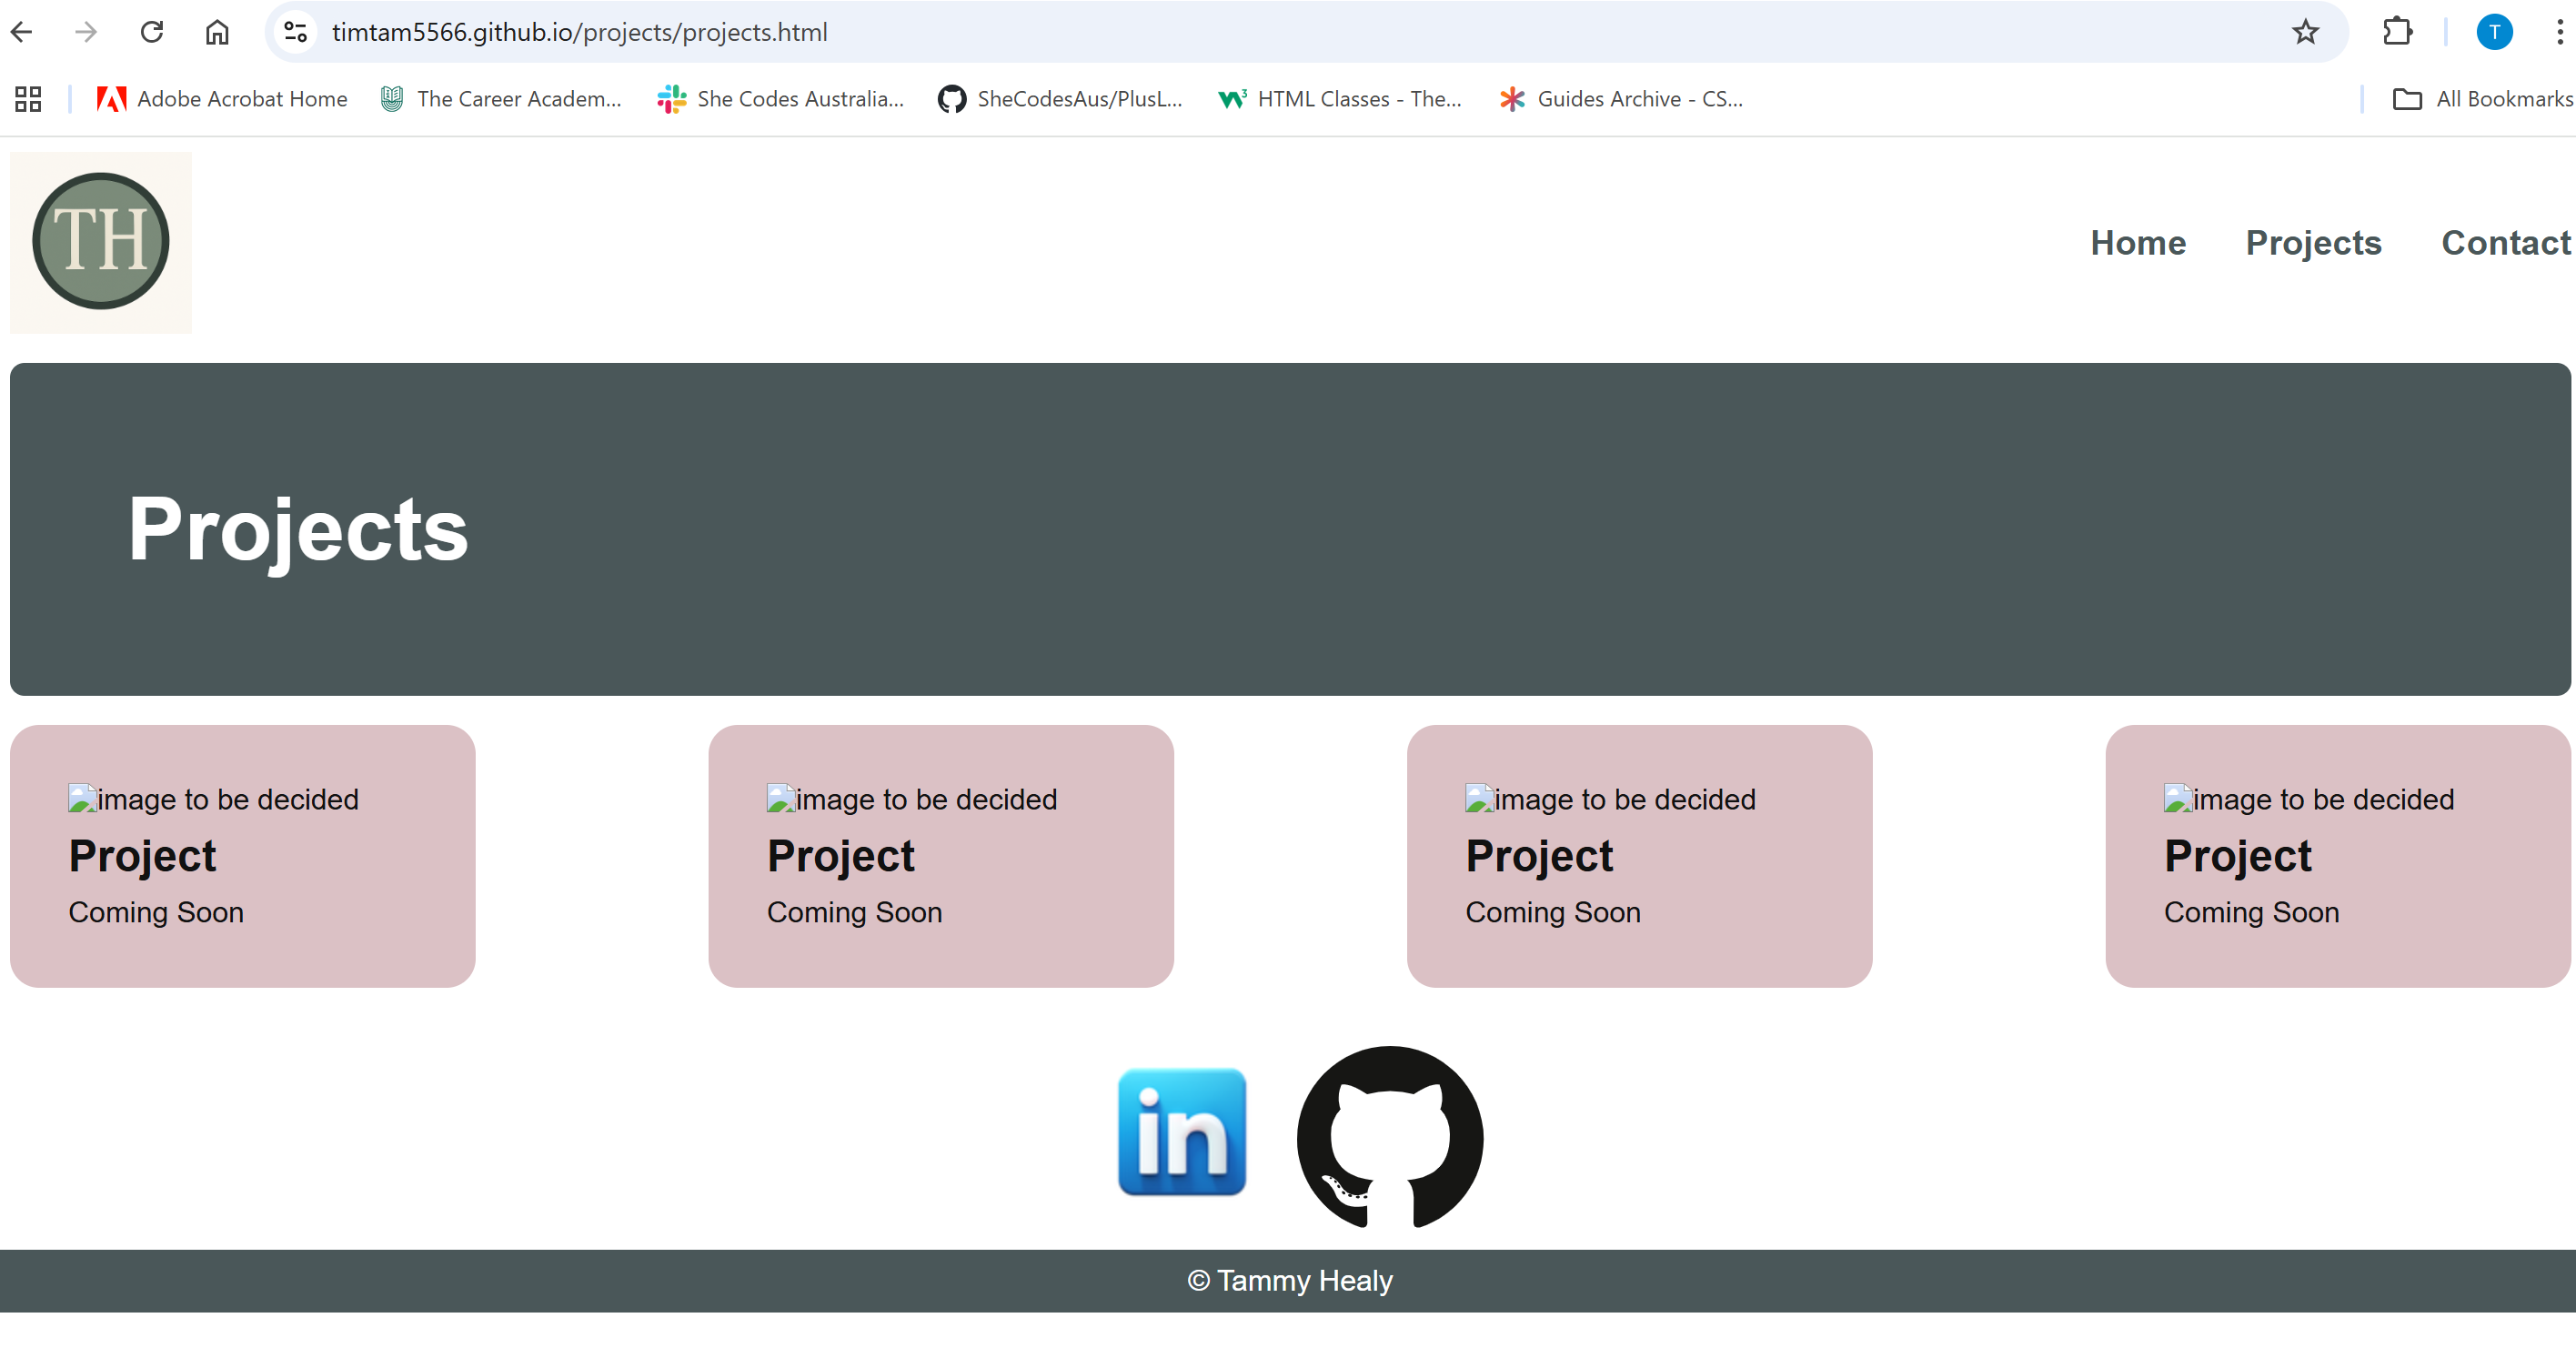 timtam5566.github.io/projects/projects.html
T
Adobe Acrobat Home
The Career Academ...
She Codes Australia...
SheCodesAus/PlusL...
HTML Classes - The...
Guides Archive - CS...
All Bookmarks
TH
Home
Projects
Contact
Projects
image to be decided
Project
Coming Soon
image to be decided
Project
Coming Soon
image to be decided
Project
Coming Soon
image to be decided
Project
Coming Soon
in
© Tammy Healy